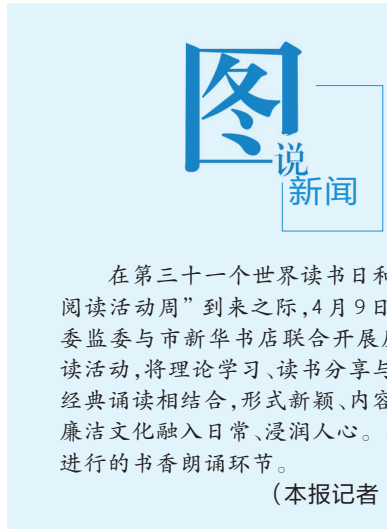 图
说
新闻
在第三十一个世界读书日和
阅读活动周”到来之际,4月9日
委监委与市新华书店联合开展
读活动,将理论学习、读书分享与
经典诵读相结合,形式新颖、内容
廉洁文化融入日常、浸润人心。
进行的书香朗诵环节。
(本报记者